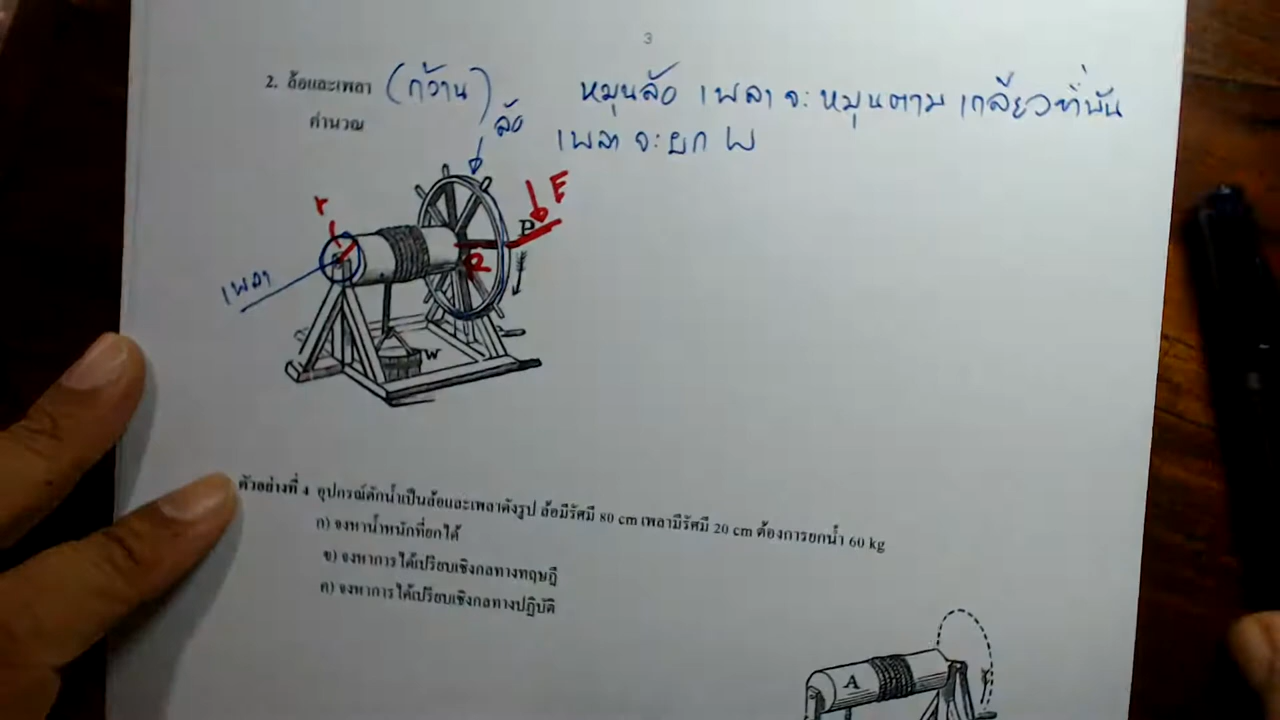 3
2. ล้อและเพลา (กว้าน)
หมุนล้อ เพลาจะหมุนตาม เกลียวที่พัน
คำนวณ
ล้อ
เพลาจะยก W
r
E
P
R
เพลา
W
ตัวอย่างที่ 4 อุปกรณ์ตักน้ำเป็นล้อและเพลาดังรูป ล้อมีรัศมี 80 cm เพลามีรัศมี 20 cm ต้องการยกน้ำ 60 kg
ก) จงหาน้ำหนักที่ยกได้
ข) จงหาการได้เปรียบเชิงกลทางทฤษฎี
ค) จงหาการได้เปรียบเชิงกลทางปฏิบัติ
A